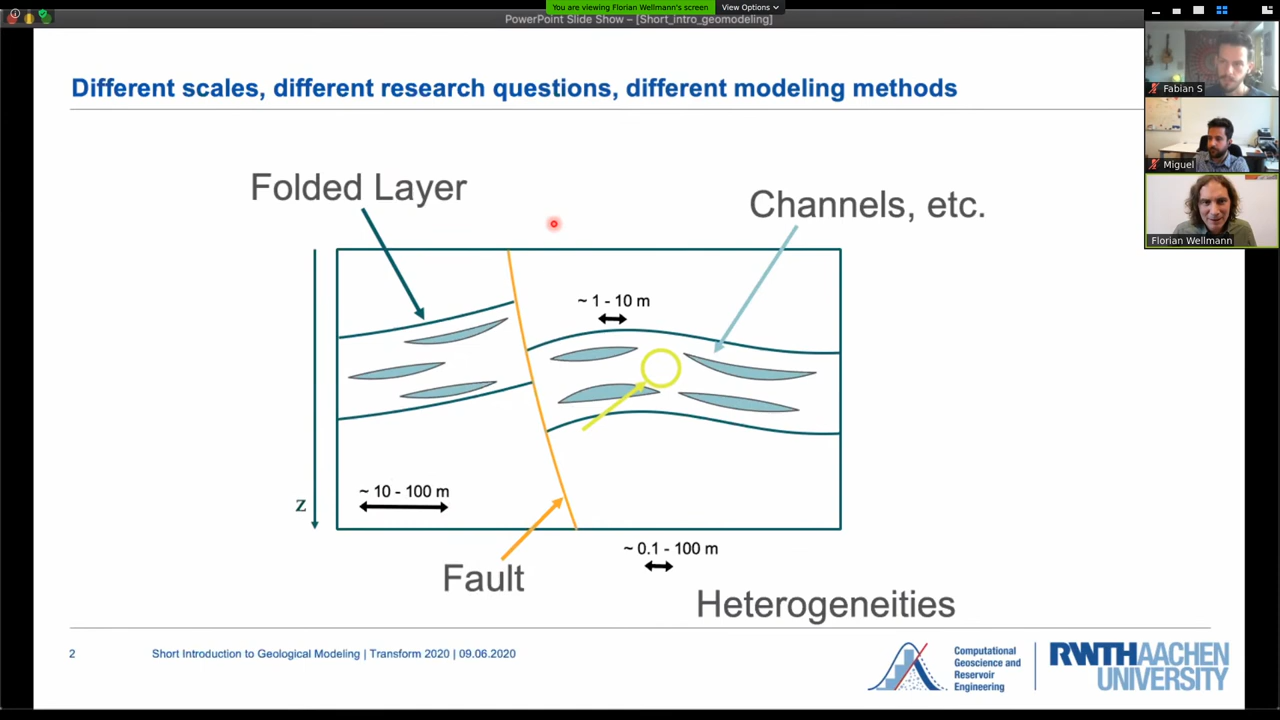 You are viewing Florian Wellmann's screen
View Options
PowerPoint Slide Show – [Short_intro_geomodeling]
Different scales, different research questions, different modeling methods
Fabian S
Miguel
Florian Wellmann
Folded Layer
Channels, etc.
~ 1 - 10 m
~ 10 - 100 m
z
~ 0.1 - 100 m
Fault
Heterogeneities
2
Short Introduction to Geological Modeling | Transform 2020 | 09.06.2020
Computational
Geoscience and
Reservoir
Engineering
RWTHAACHEN
UNIVERSITY